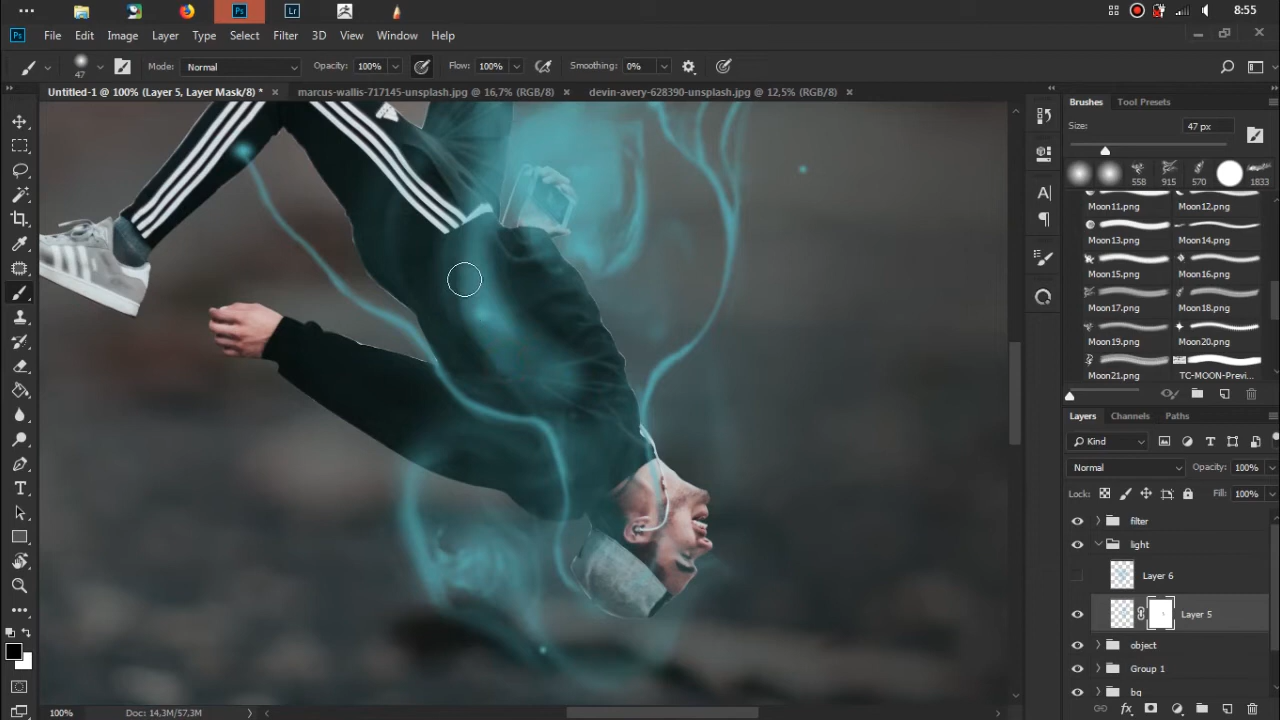 Ps
Lr
8:55
Ps File Edit Image Layer Type Select Filter 3D View Window Help
47 Mode: Normal Opacity: 100% Flow: 100% Smoothing: 0%
Untitled-1 @ 100% (Layer 5, Layer Mask/8) *
marcus-wallis-717145-unsplash.jpg @ 16,7% (RGB/8)
devin-avery-628390-unsplash.jpg @ 12,5% (RGB/8)
Brushes Tool Presets
Size: 47 px
558 915 570 1833
Moon11.png Moon12.png
Moon13.png Moon14.png
Moon15.png Moon16.png
Moon17.png Moon18.png
Moon19.png Moon20.png
Moon21.png TC-MOON-Previ...
Layers Channels Paths
Kind
Normal Opacity: 100%
Lock: Fill: 100%
filter
light
Layer 6
Layer 5
object
Group 1
bg
100% Doc: 14,3M/57,3M